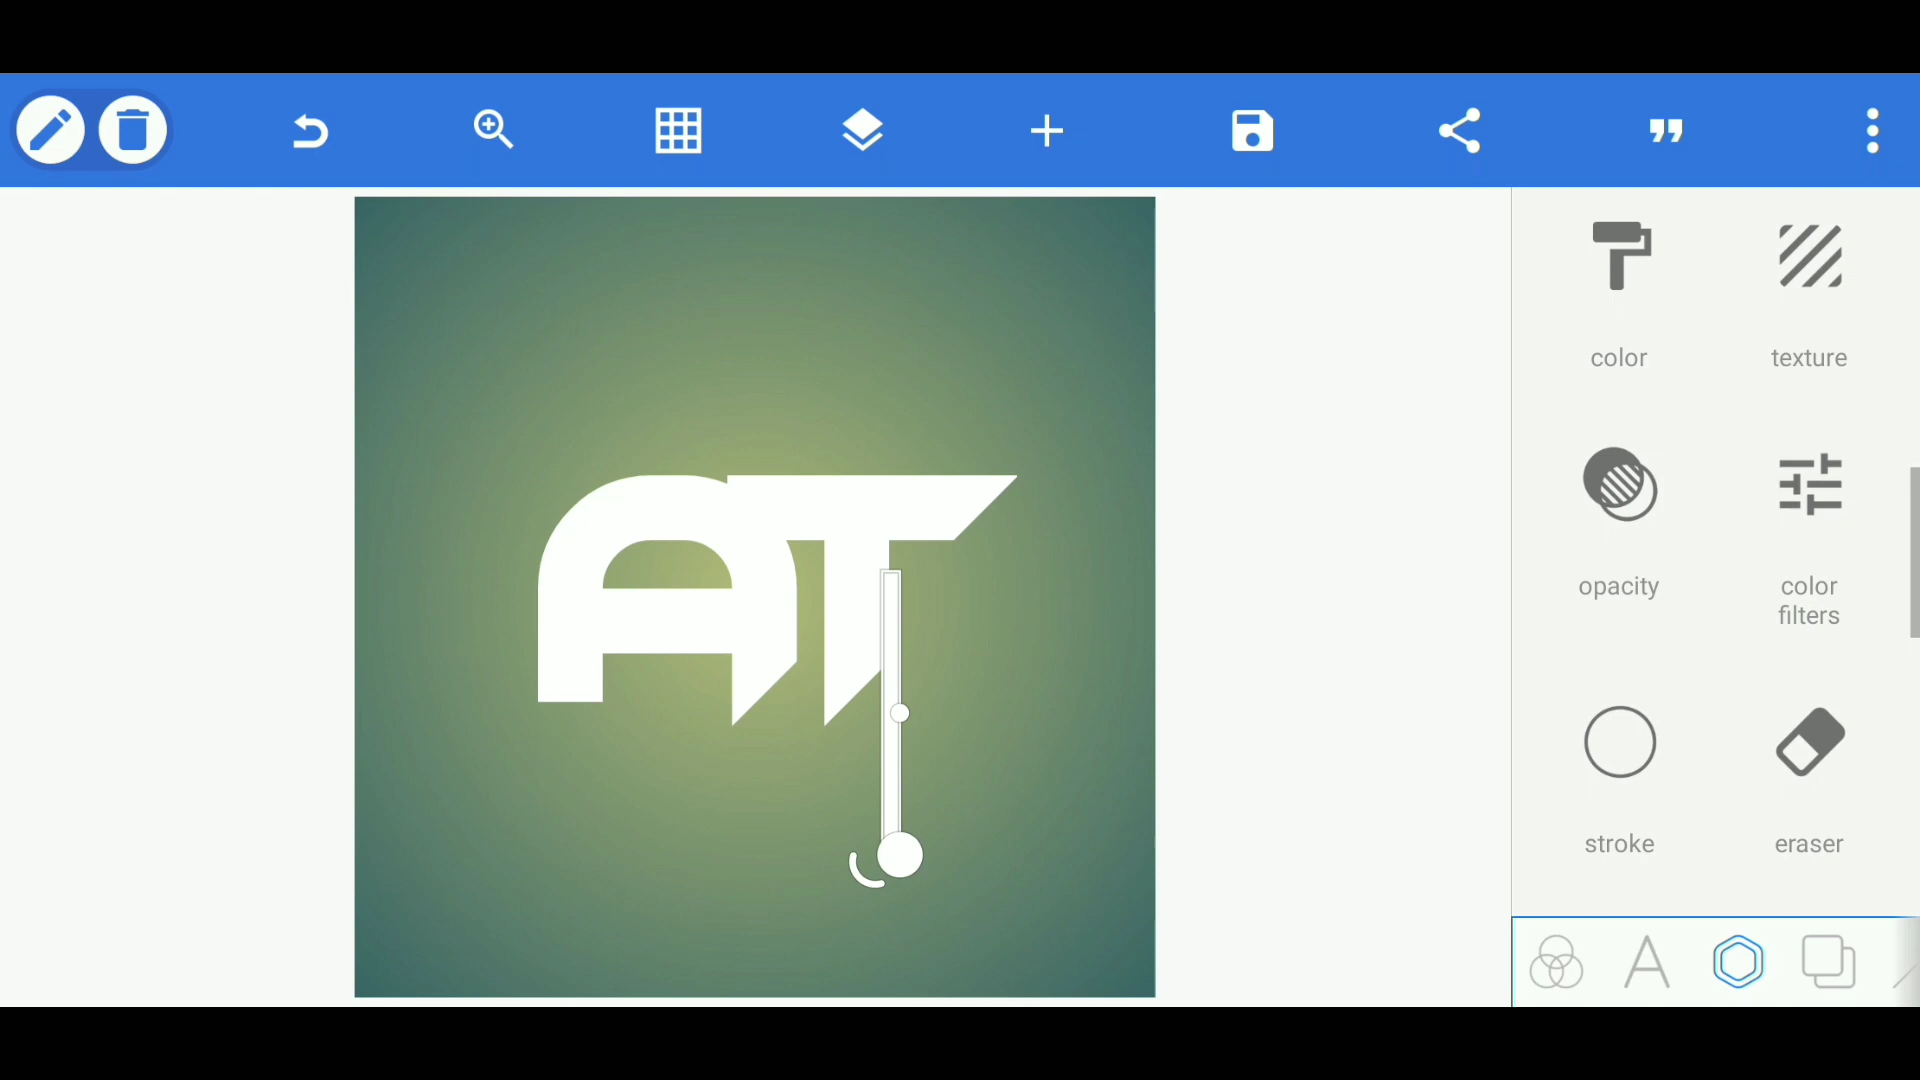 AT
color
texture
opacity
color
filters
stroke
eraser